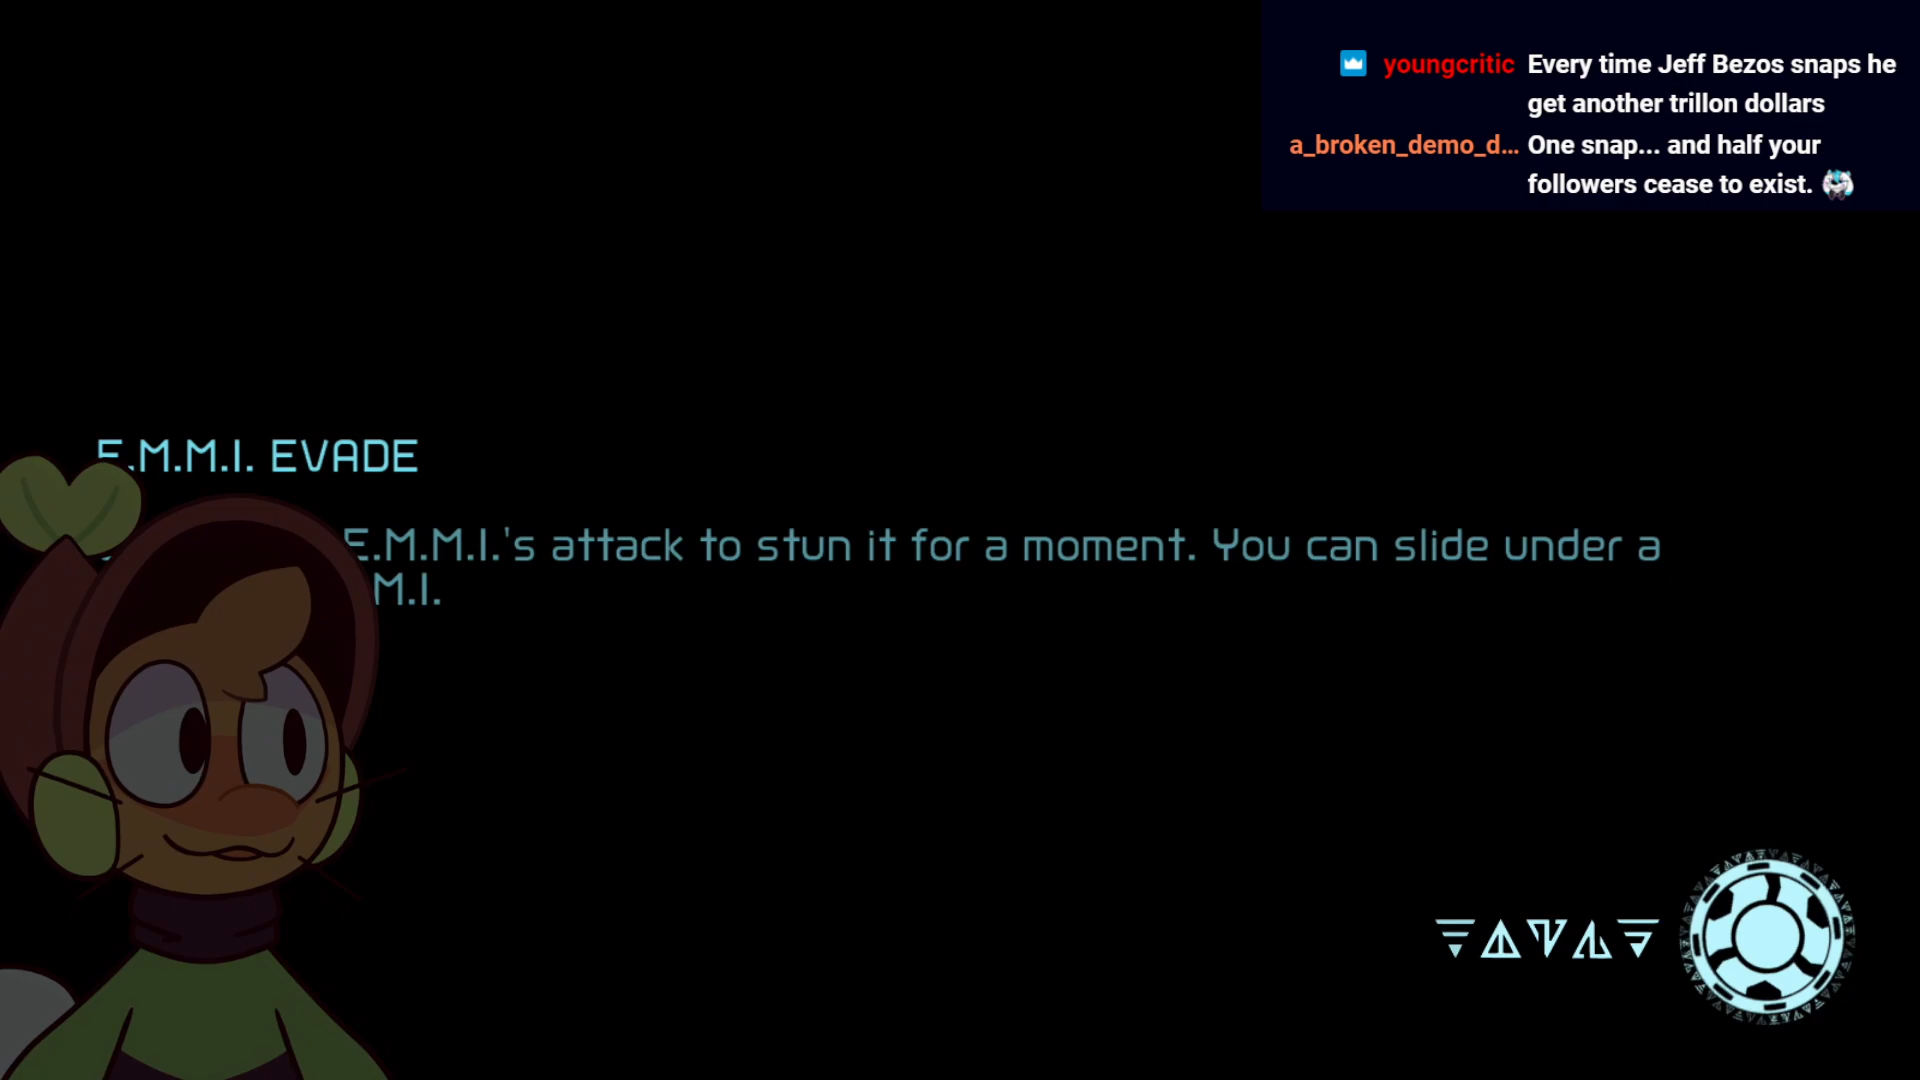 youngcritic Every time Jeff Bezos snaps he
get another trillon dollars
a_broken_demo_d... One snap... and half your
followers cease to exist.
E.M.M.I. EVADE
E.M.M.I.'s attack to stun it for a moment. You can slide under a
M.I.